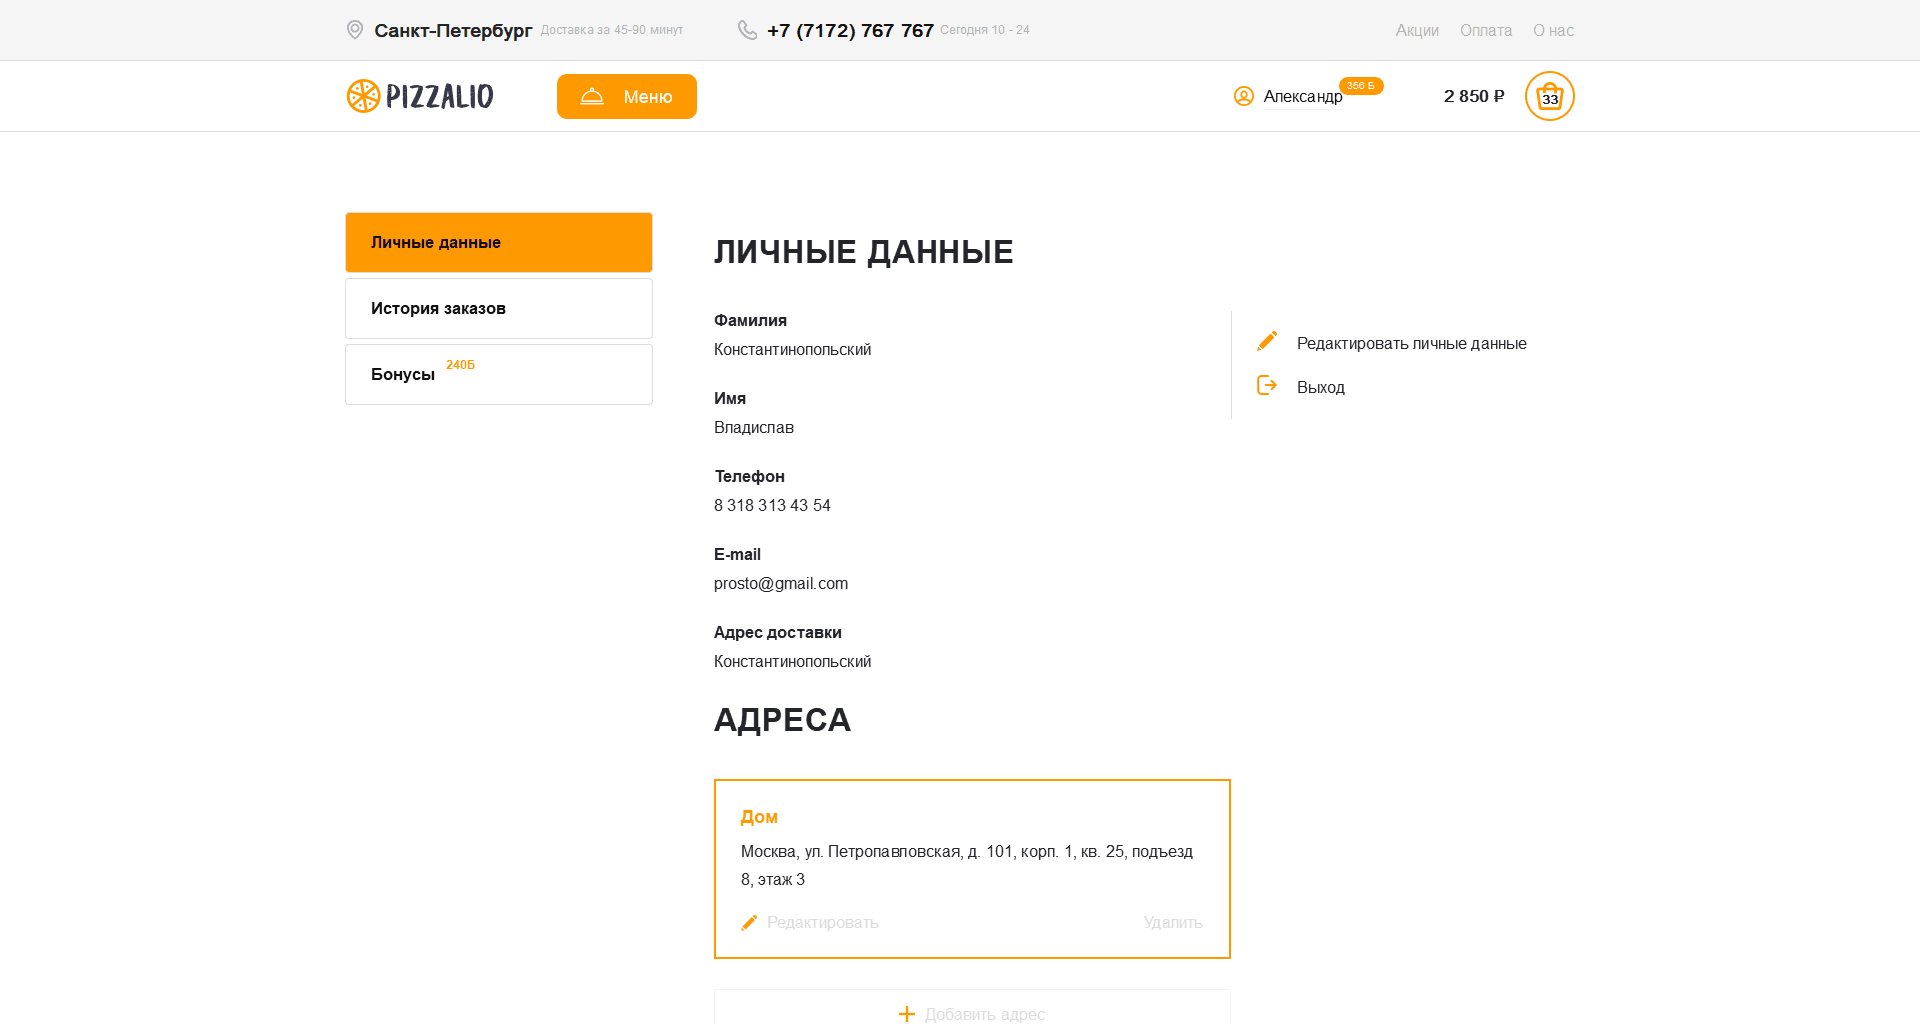 Санкт-Петербург Доставка за 45-90 минут +7 (7172) 767 767 Сегодня 10 - 24 Акции Оплата О нас
PIZZALIO Меню Александр 356 Б 2 850 ₽ 33
Личные данные
История заказов
Бонусы 240Б
ЛИЧНЫЕ ДАННЫЕ
Фамилия
Константинопольский
Имя
Владислав
Телефон
8 318 313 43 54
E-mail
prosto@gmail.com
Адрес доставки
Константинопольский
Редактировать личные данные
Выход
АДРЕСА
Дом
Москва, ул. Петропавловская, д. 101, корп. 1, кв. 25, подъезд
8, этаж 3
Редактировать Удалить
Добавить адрес